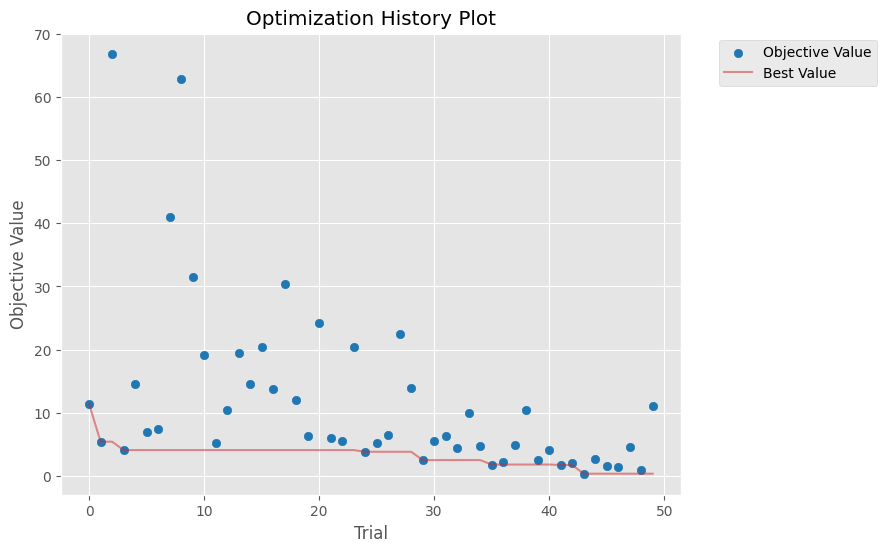 Optimization History Plot
Objective Value
Best Value
Objective Value
70
60
50
40
30
20
10
0
0 10 20 30 40 50
Trial